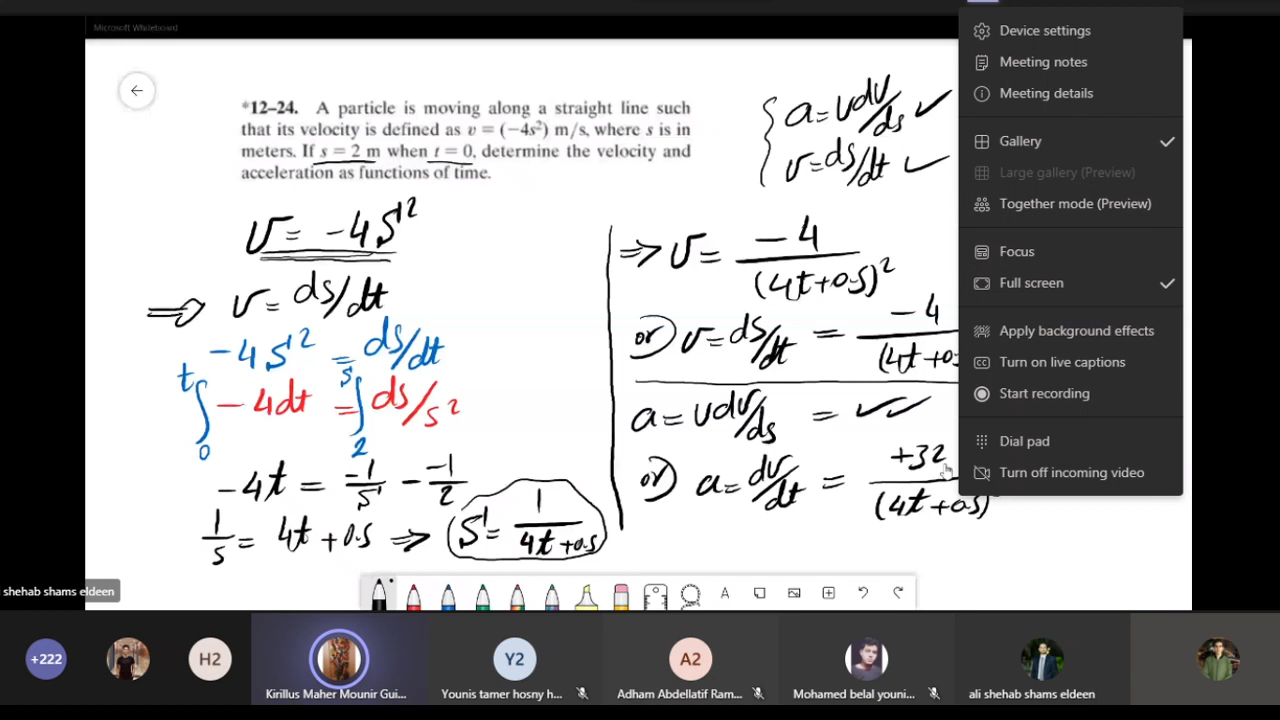 Microsoft Whiteboard
*12–24. A particle is moving along a straight line such
that its velocity is defined as v = (−4s²) m/s, where s is in
meters. If s = 2 m when t = 0, determine the velocity and
acceleration as functions of time.
a = v dv/ds ✓
v = ds/dt ✓
v = -4s²
⇒ v = ds/dt
-4s² = ds/dt
∫₀ᵗ -4dt = ∫₂ˢ ds/s²
-4t = -1/s - -1/2
1/s = 4t + 0.5 ⇒ s = 1/(4t+0.5)
⇒ v = -4/(4t+0.5)²
or) v = ds/dt = -4/(4t+0.5
a = v dv/ds = ✓✓
or) a = dv/dt = +32/(4t+0.5)
Device settings
Meeting notes
Meeting details
Gallery
Large gallery (Preview)
Together mode (Preview)
Focus
Full screen
Apply background effects
Turn on live captions
Start recording
Dial pad
Turn off incoming video
shehab shams eldeen
A
+222
H2
Y2
A2
Kirillus Maher Mounir Gui...
Younis tamer hosny h...
Adham Abdellatif Ram...
Mohamed belal youni...
ali shehab shams eldeen